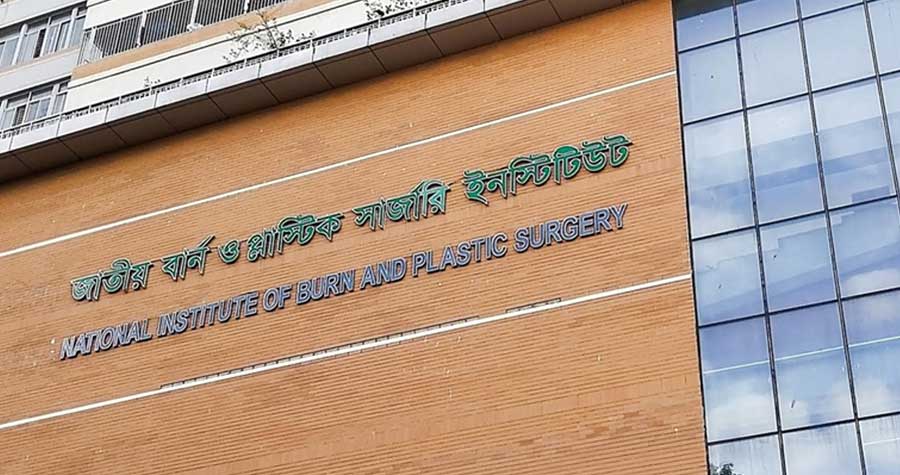 জাতীয় বার্ন ও প্লাস্টিক সার্জারি ইনস্টিটিউট
NATIONAL INSTITUTE OF BURN AND PLASTIC SURGERY